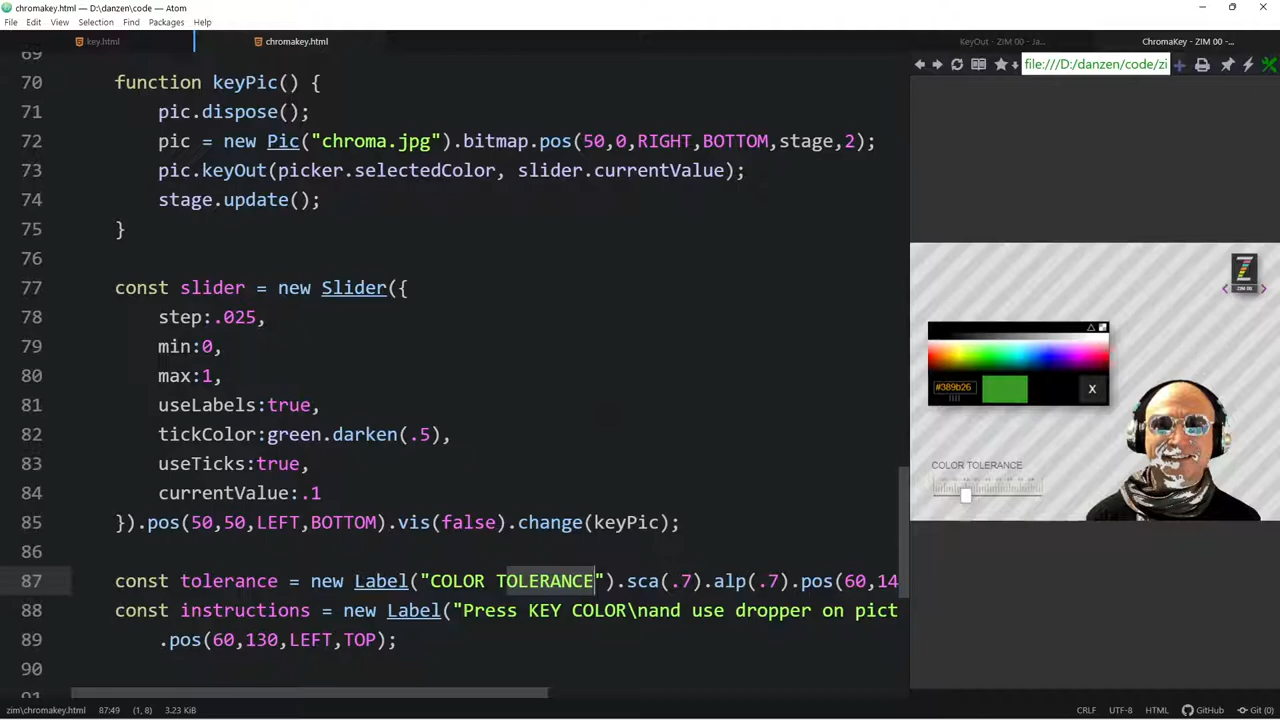 chromakey.html — D:\danzen\code — Atom
File Edit View Selection Find Packages Help
key.html
chromakey.html
KeyOut - ZIM 00 - Ja...
ChromaKey - ZIM 00 -...
file:///D:/danzen/code/zi
69
70 function keyPic() {
71 pic.dispose();
72 pic = new Pic("chroma.jpg").bitmap.pos(50,0,RIGHT,BOTTOM,stage,2);
73 pic.keyOut(picker.selectedColor, slider.currentValue);
74 stage.update();
75 }
76
77 const slider = new Slider({
78 step:.025,
79 min:0,
80 max:1,
81 useLabels:true,
82 tickColor:green.darken(.5),
83 useTicks:true,
84 currentValue:.1
85 }).pos(50,50,LEFT,BOTTOM).vis(false).change(keyPic);
86
87 const tolerance = new Label("COLOR TOLERANCE").sca(.7).alp(.7).pos(60,14
88 const instructions = new Label("Press KEY COLOR\nand use dropper on pict
89 .pos(60,130,LEFT,TOP);
90
91
Z
ZIM 00
#389b26
X
COLOR TOLERANCE
zim\chromakey.html 87:49 (1, 8) 3.23 KiB
CRLF UTF-8 HTML GitHub Git (0)